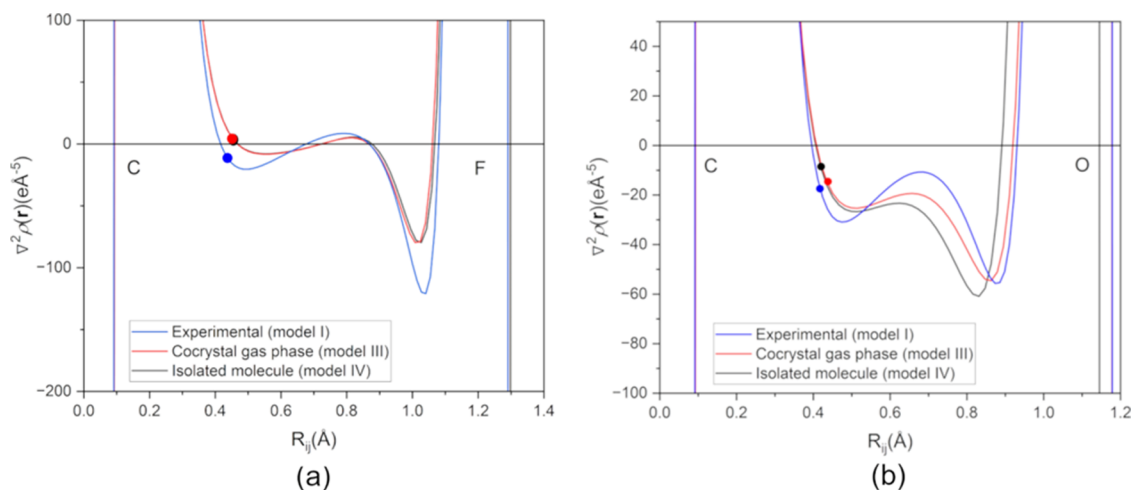 100
0
−100
−200
∇²ρ(r)(eÅ⁻⁵)
C
F
Experimental (model I)
Cocrystal gas phase (model III)
Isolated molecule (model IV)
0.0 0.2 0.4 0.6 0.8 1.0 1.2 1.4
Rij(Å)
(a)
40
20
0
−20
−40
−60
−80
−100
∇²ρ(r)(eÅ⁻⁵)
C
O
Experimental (model I)
Cocrystal gas phase (model III)
Isolated molecule (model IV)
0.0 0.2 0.4 0.6 0.8 1.0 1.2
Rij(Å)
(b)